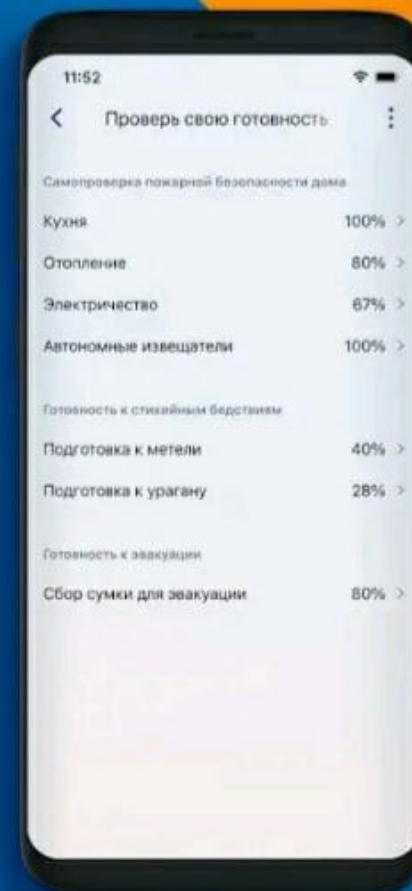 11:52
Проверь свою готовность
Самопроверка пожарной безопасности дома
Кухня 100%
Отопление 80%
Электричество 67%
Автономные извещатели 100%
Готовность к стихийным бедствиям
Подготовка к метели 40%
Подготовка к урагану 28%
Готовность к эвакуации
Сбор сумки для эвакуации 80%